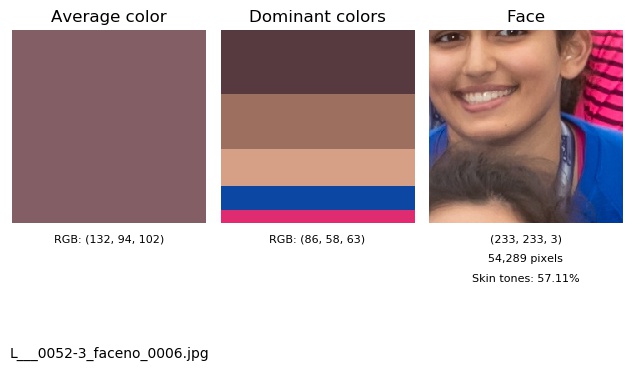 Average color
Dominant colors
Face
RGB: (132, 94, 102)
RGB: (86, 58, 63)
(233, 233, 3)
54,289 pixels
Skin tones: 57.11%
L___0052-3_faceno_0006.jpg